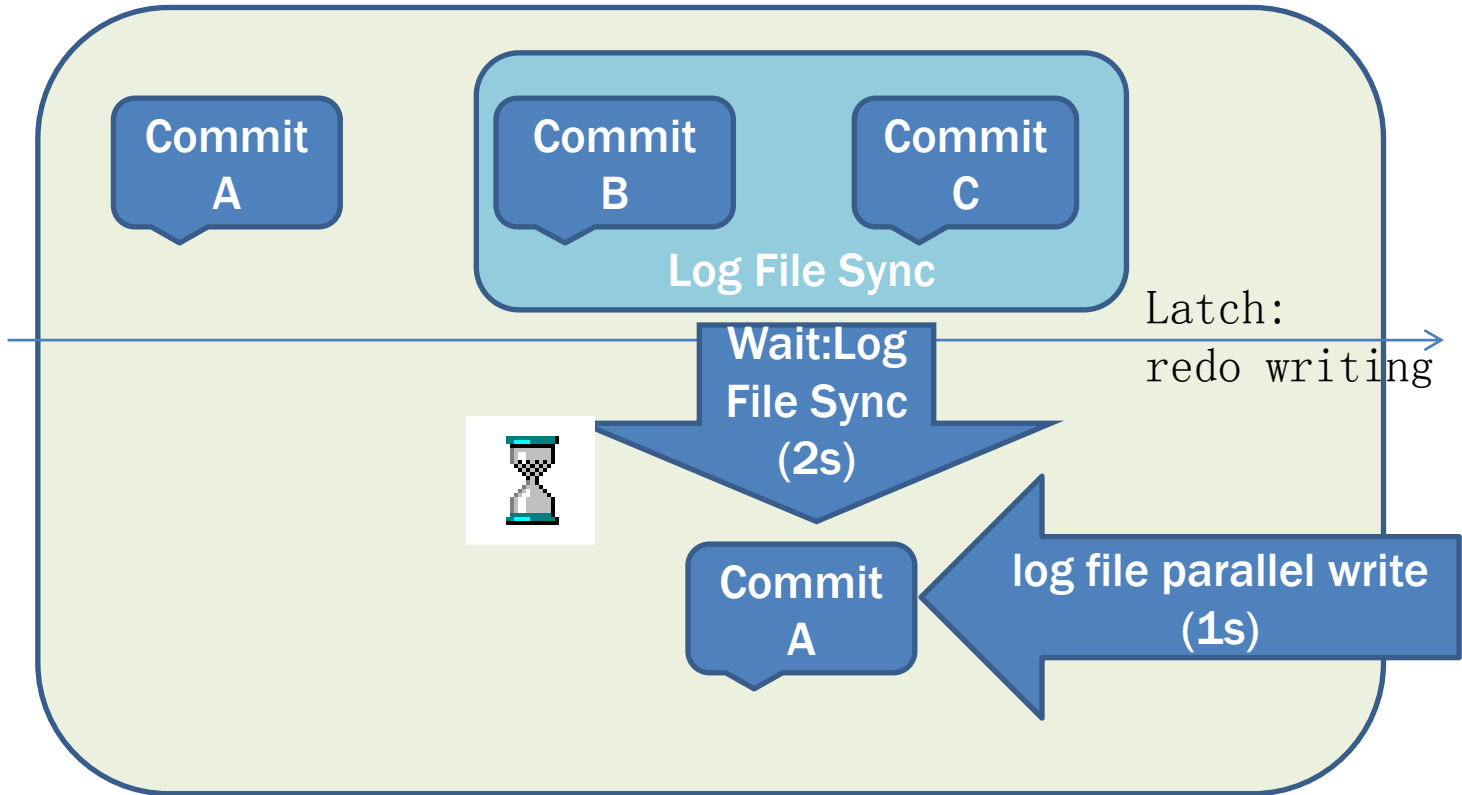 Commit
A
Commit
B
Commit
C
Log File Sync
Latch:
redo writing
Wait:Log
File Sync
(2s)
Commit
A
log file parallel write
(1s)